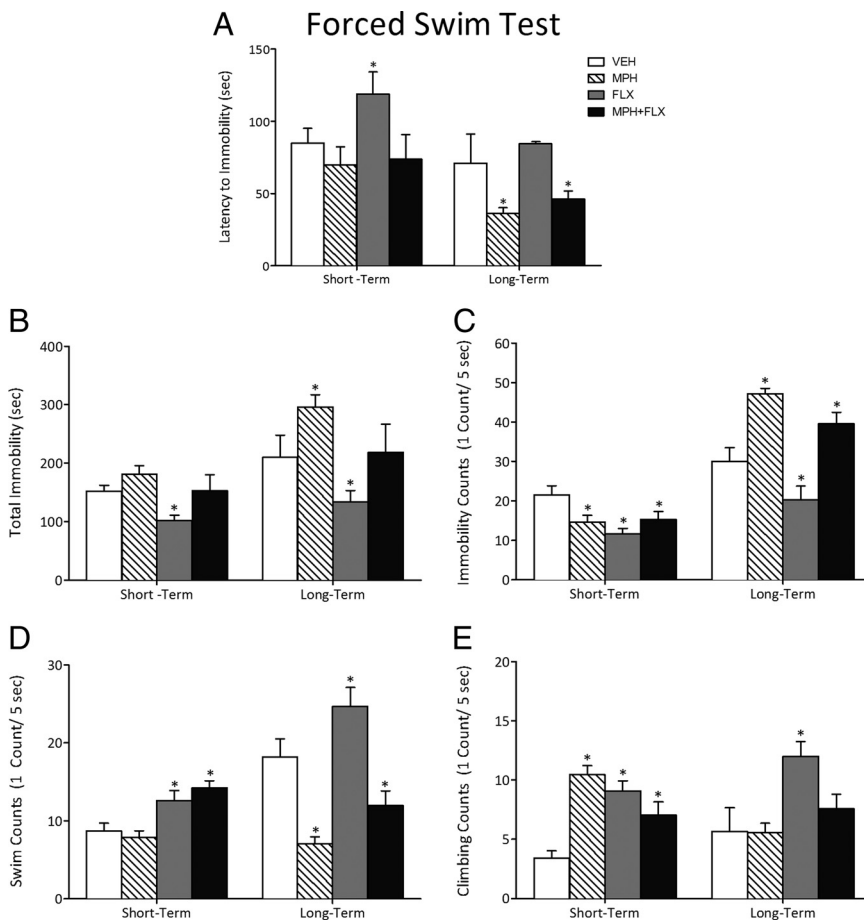 A Forced Swim Test
Latency to Immobility (sec)
150
100
50
0
* * *
Short -Term Long-Term
VEH
MPH
FLX
MPH+FLX
B
Total Immobility (sec)
400
300
200
100
0
* * *
Short -Term Long-Term
C
Immobility Counts (1 Count/ 5 sec)
60
50
40
30
20
10
0
* * * * * *
Short-Term Long-Term
D
Swim Counts (1 Count/ 5 sec)
30
20
10
0
* * * * *
Short-Term Long-Term
E
Climbing Counts (1 Count/ 5 sec)
20
15
10
5
0
* * * *
Short-Term Long-Term